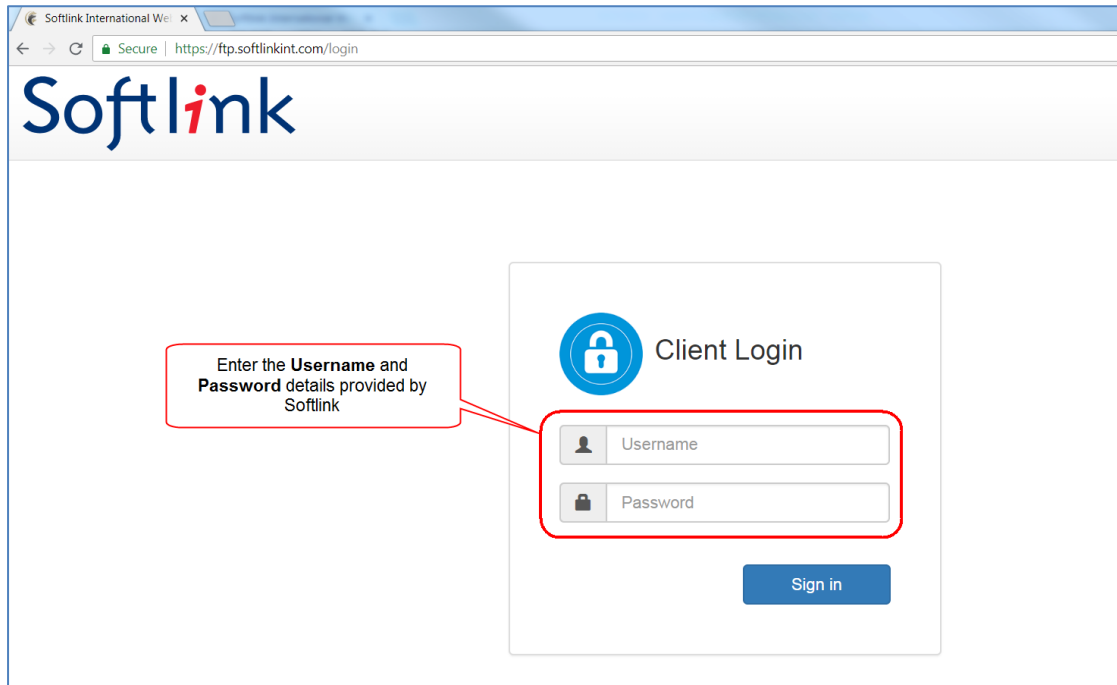 Softlink International Wel
Secure | https://ftp.softlinkint.com/login
Softlink
Client Login
Enter the Username and
Password details provided by
Softlink
Username
Password
Sign in